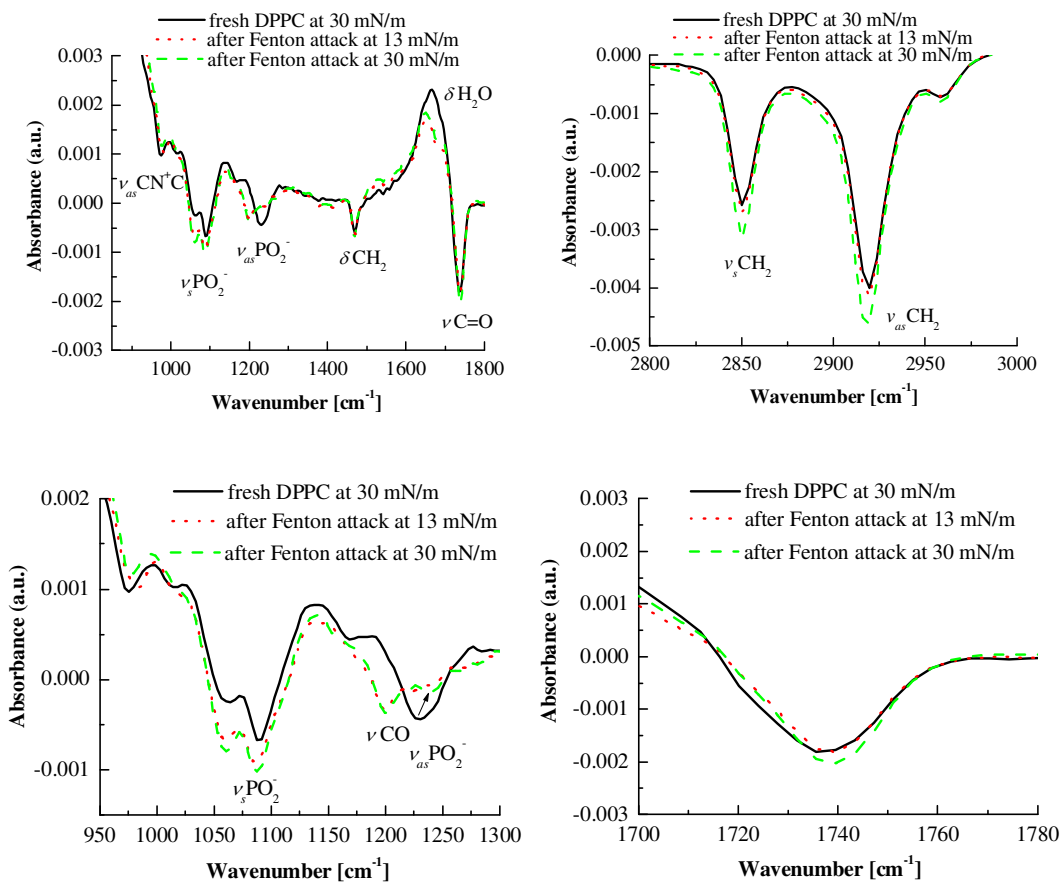 fresh DPPC at 30 mN/m
after Fenton attack at 13 mN/m
after Fenton attack at 30 mN/m
0.003
0.002
0.001
0.000
-0.001
-0.002
-0.003
Absorbance (a.u.)
δH₂O
νasCN⁺C
νasPO₂⁻
νsPO₂⁻
δCH₂
νC=O
1000 1200 1400 1600 1800
Wavenumber [cm⁻¹]
fresh DPPC at 30 mN/m
after Fenton attack at 13 mN/m
after Fenton attack at 30 mN/m
0.000
-0.001
-0.002
-0.003
-0.004
-0.005
Absorbance (a.u.)
νsCH₂
νasCH₂
2800 2850 2900 2950 3000
Wavenumber [cm⁻¹]
fresh DPPC at 30 mN/m
after Fenton attack at 13 mN/m
after Fenton attack at 30 mN/m
0.002
0.001
0.000
-0.001
Absorbance (a.u.)
νCO
νasPO₂⁻
νsPO₂⁻
950 1000 1050 1100 1150 1200 1250 1300
Wavenumber [cm⁻¹]
fresh DPPC at 30 mN/m
after Fenton attack at 13 mN/m
after Fenton attack at 30 mN/m
0.003
0.002
0.001
0.000
-0.001
-0.002
-0.003
Absorbance (a.u.)
1700 1720 1740 1760 1780
Wavenumber [cm⁻¹]